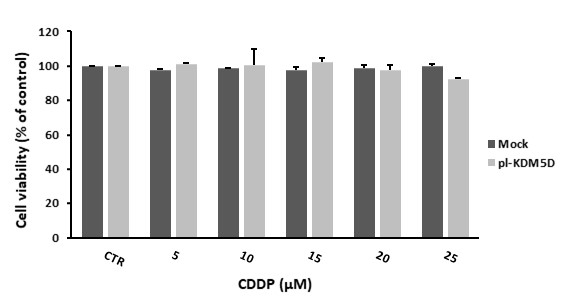 120
100
80
60
40
20
0
Cell viability (% of control)
CTR 5 10 15 20 25
CDDP (μM)
Mock
pl-KDM5D